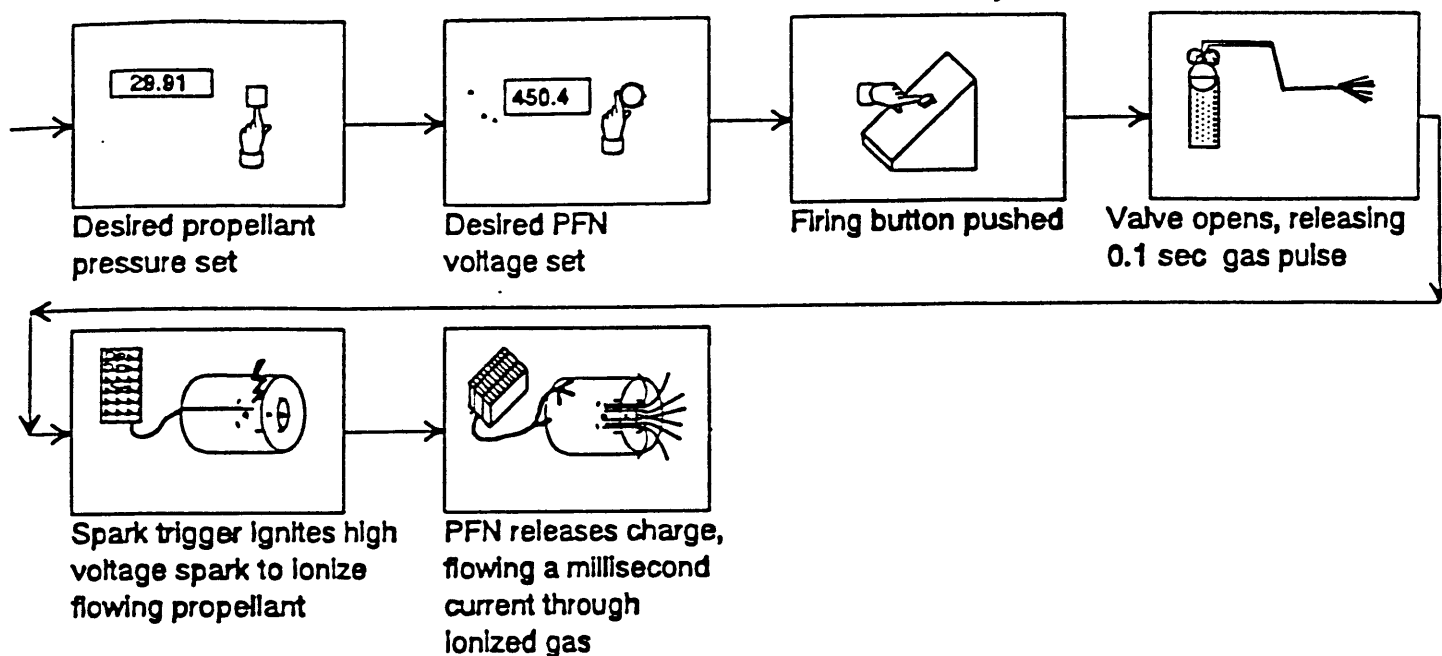 29.91
450.4
Desired propellant
pressure set
Desired PFN
voltage set
Firing button pushed
Valve opens, releasing
0.1 sec gas pulse
Spark trigger ignites high
voltage spark to ionize
flowing propellant
PFN releases charge,
flowing a millisecond
current through
ionized gas